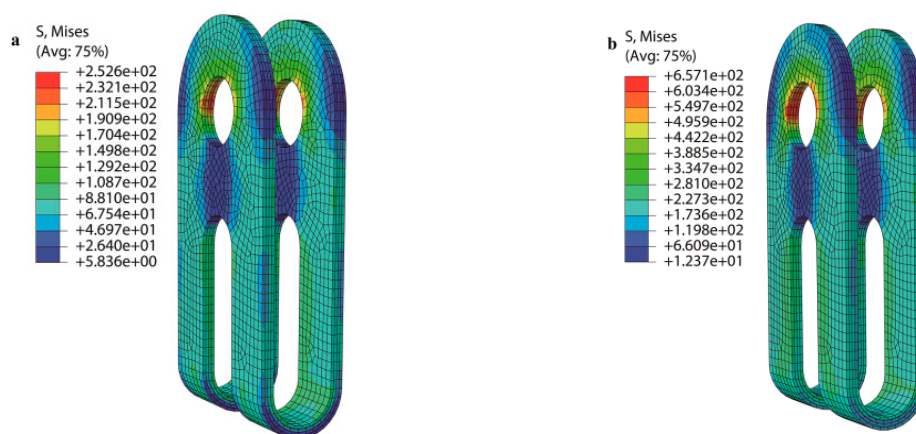 a
S, Mises
(Avg: 75%)
+2.526e+02
+2.321e+02
+2.115e+02
+1.909e+02
+1.704e+02
+1.498e+02
+1.292e+02
+1.087e+02
+8.810e+01
+6.754e+01
+4.697e+01
+2.640e+01
+5.836e+00
b
S, Mises
(Avg: 75%)
+6.571e+02
+6.034e+02
+5.497e+02
+4.959e+02
+4.422e+02
+3.885e+02
+3.347e+02
+2.810e+02
+2.273e+02
+1.736e+02
+1.198e+02
+6.609e+01
+1.237e+01